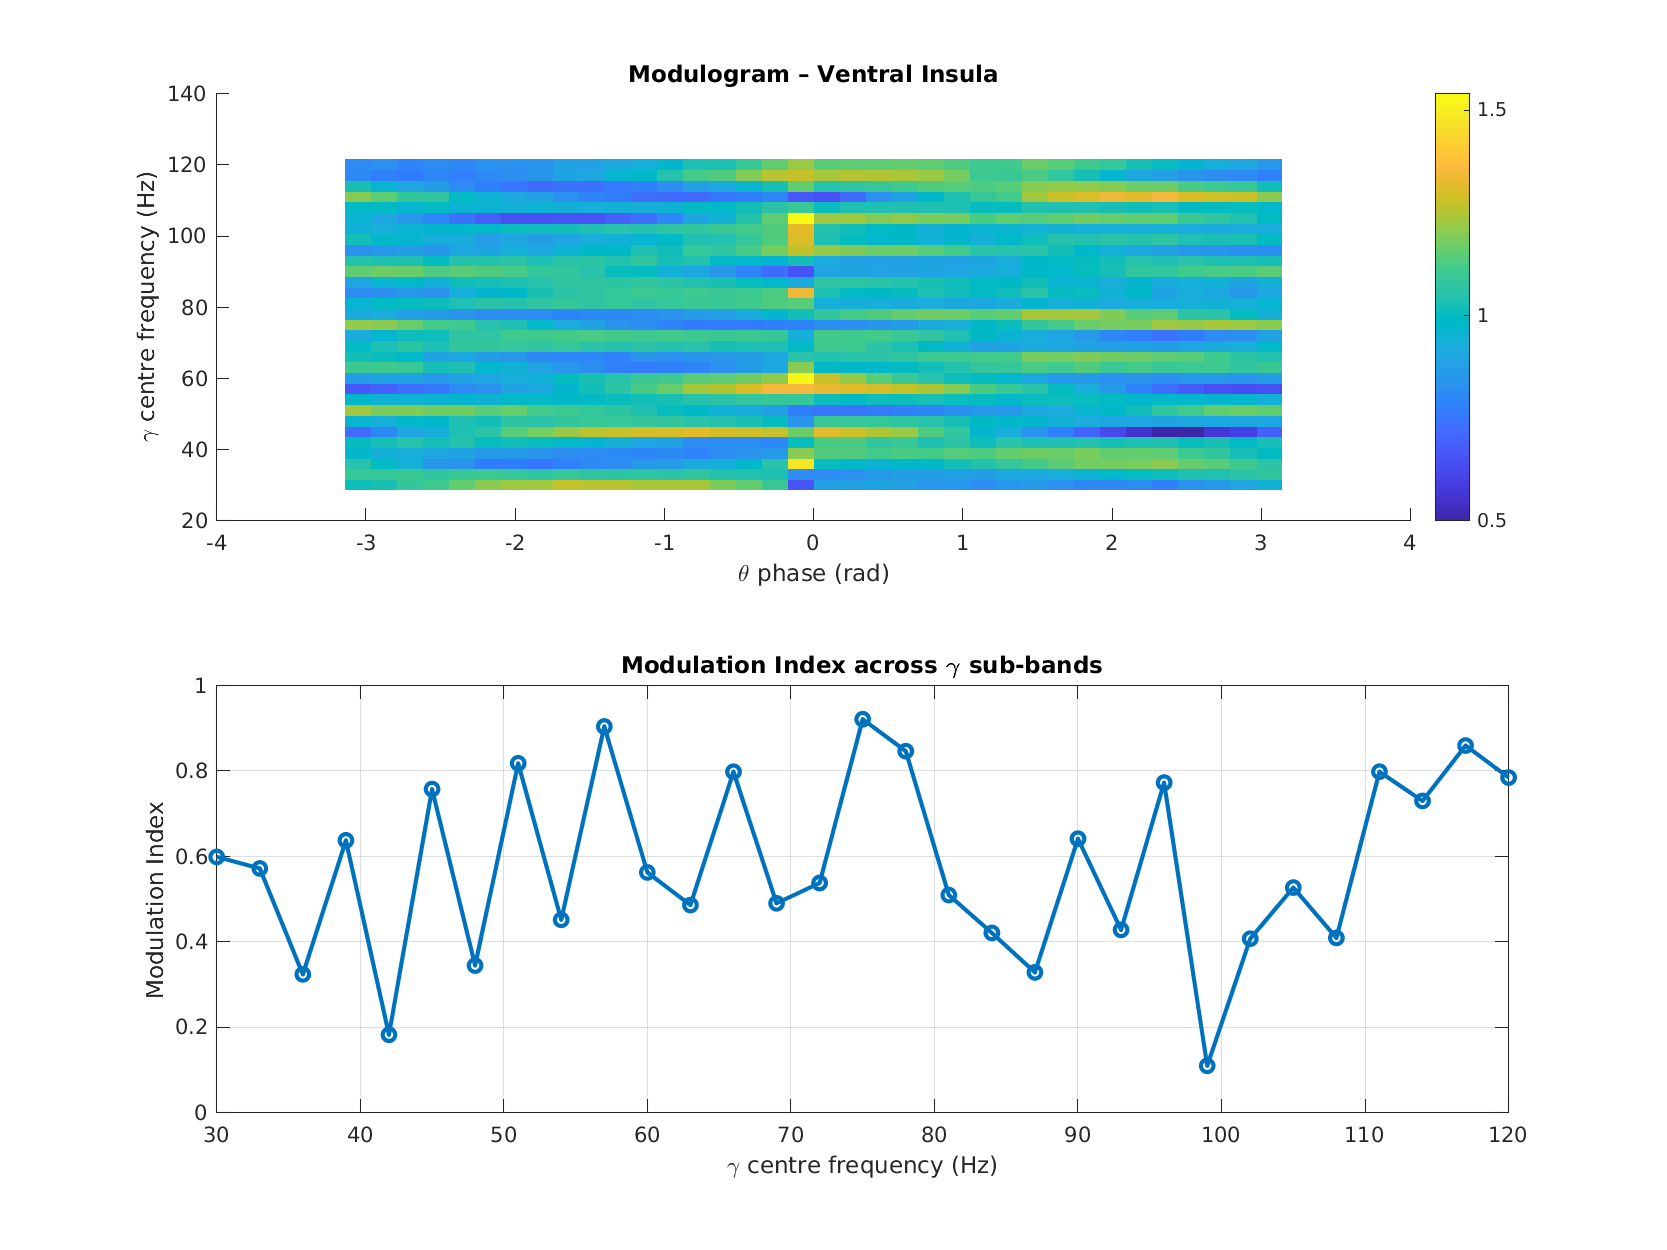 Modulogram – Ventral Insula
140
120
100
80
60
40
20
γ centre frequency (Hz)
-4 -3 -2 -1 0 1 2 3 4
θ phase (rad)
1.5
1
0.5
Modulation Index across γ sub-bands
1
0.8
0.6
0.4
0.2
0
Modulation Index
30 40 50 60 70 80 90 100 110 120
γ centre frequency (Hz)